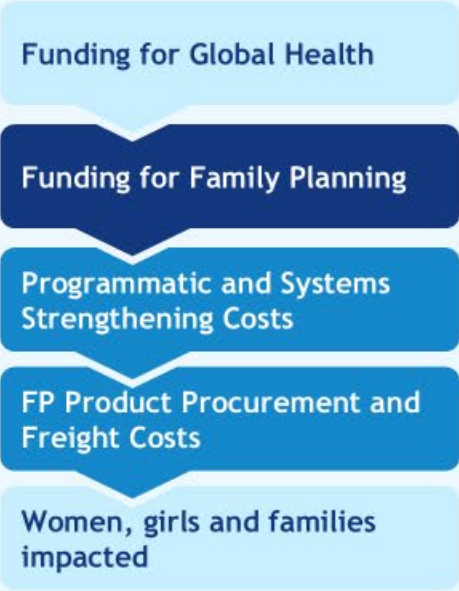 Funding for Global Health
Funding for Family Planning
Programmatic and Systems
Strengthening Costs
FP Product Procurement and
Freight Costs
Women, girls and families
impacted